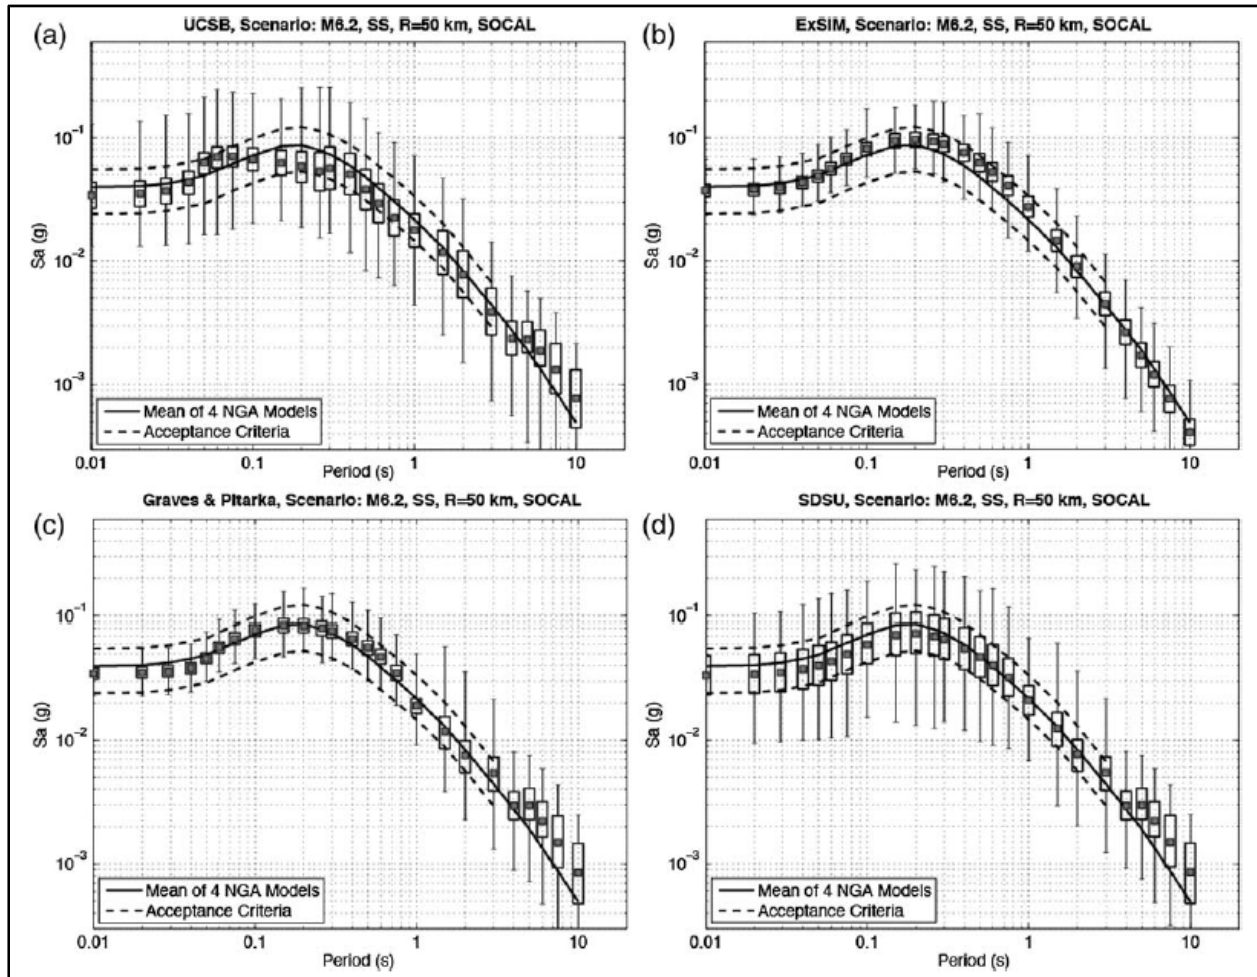 (a)
UCSB, Scenario: M6.2, SS, R=50 km, SOCAL
Sa (g)
10⁻¹
10⁻²
10⁻³
Mean of 4 NGA Models
Acceptance Criteria
0.01 0.1 1 10
Period (s)
(b)
ExSIM, Scenario: M6.2, SS, R=50 km, SOCAL
Sa (g)
10⁻¹
10⁻²
10⁻³
Mean of 4 NGA Models
Acceptance Criteria
0.01 0.1 1 10
Period (s)
(c)
Graves & Pitarka, Scenario: M6.2, SS, R=50 km, SOCAL
Sa (g)
10⁻¹
10⁻²
10⁻³
Mean of 4 NGA Models
Acceptance Criteria
0.01 0.1 1 10
Period (s)
(d)
SDSU, Scenario: M6.2, SS, R=50 km, SOCAL
Sa (g)
10⁻¹
10⁻²
10⁻³
Mean of 4 NGA Models
Acceptance Criteria
0.01 0.1 1 10
Period (s)